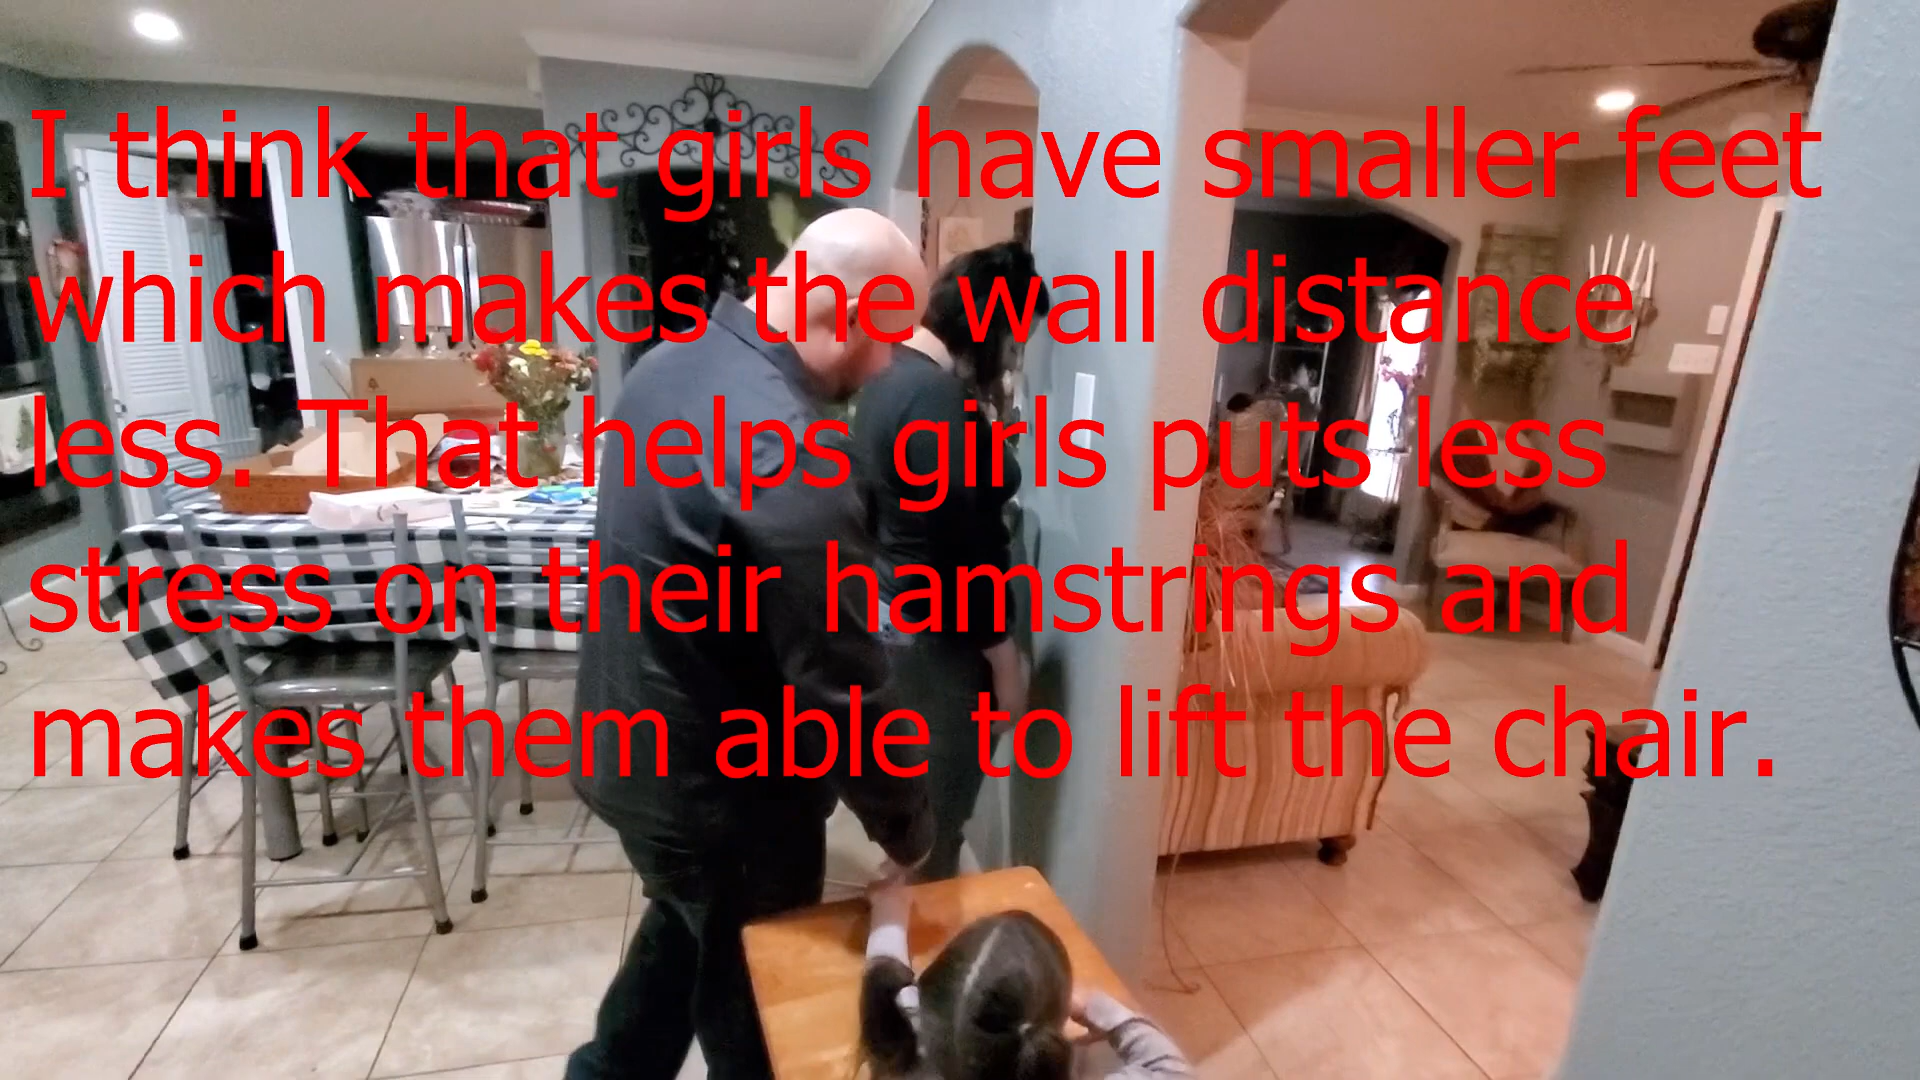 I think that girls have smaller feet
which makes the wall distance
less. That helps girls puts less
stress on their hamstrings and
makes them able to lift the chair.